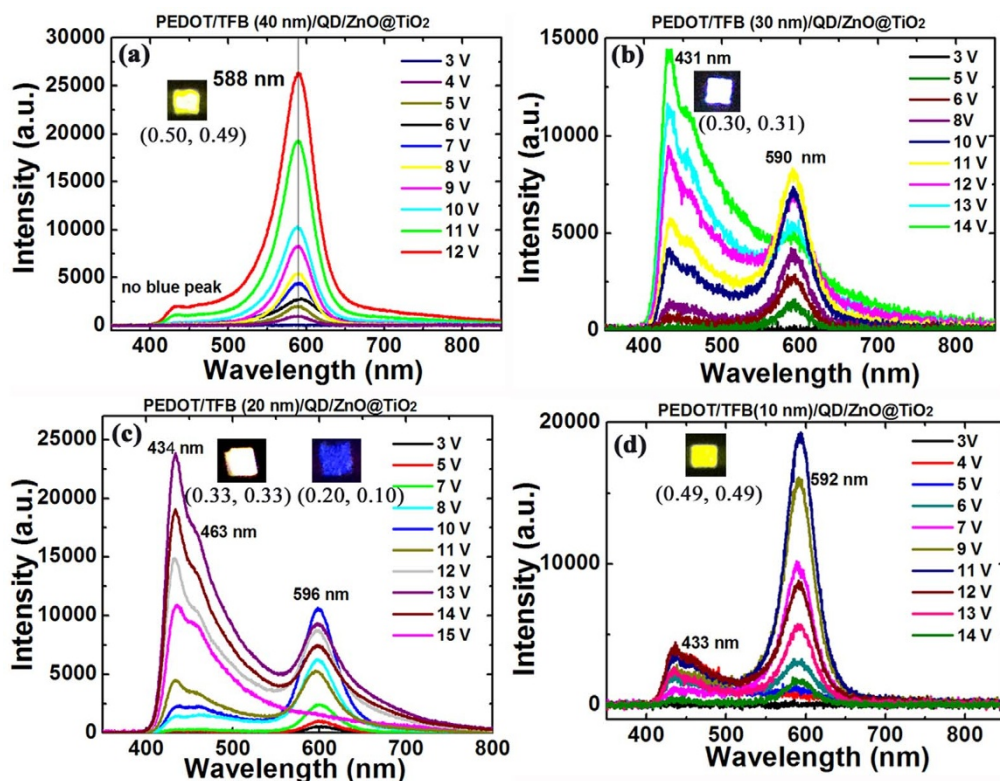 PEDOT/TFB (40 nm)/QD/ZnO@TiO₂
(a)
588 nm
(0.50, 0.49)
no blue peak
3 V
4 V
5 V
6 V
7 V
8 V
9 V
10 V
11 V
12 V
30000
25000
20000
15000
10000
5000
0
Intensity (a.u.)
400 500 600 700 800
Wavelength (nm)
PEDOT/TFB (30 nm)/QD/ZnO@TiO₂
(b)
431 nm
(0.30, 0.31)
590 nm
3 V
5 V
6 V
8V
10 V
11 V
12 V
13 V
14 V
15000
10000
5000
0
Intensity (a.u.)
400 500 600 700 800
Wavelength (nm)
PEDOT/TFB (20 nm)/QD/ZnO@TiO₂
(c)
434 nm
(0.33, 0.33) (0.20, 0.10)
463 nm
596 nm
3 V
5 V
7 V
8 V
10 V
11 V
12 V
13 V
14 V
15 V
25000
20000
15000
10000
5000
0
Intensity (a.u.)
400 500 600 700 800
Wavelength (nm)
PEDOT/TFB(10 nm)/QD/ZnO@TiO₂
(d)
(0.49, 0.49)
592 nm
433 nm
3V
4 V
5 V
6 V
7 V
9 V
11 V
12 V
13 V
14 V
20000
10000
0
Intensity (a.u.)
400 500 600 700 800
Wavelength (nm)